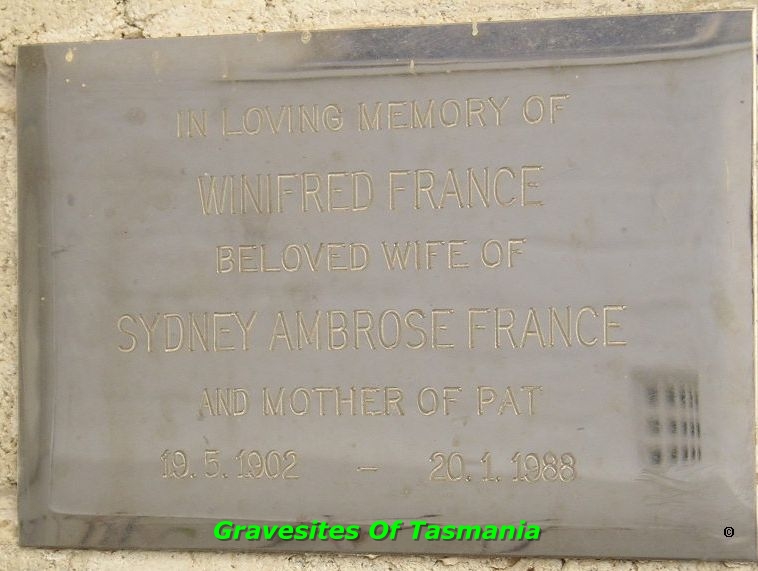 IN LOVING MEMORY OF
WINIFRED FRANCE
BELOVED WIFE OF
SYDNEY AMBROSE FRANCE
AND MOTHER OF PAT
19.5.1902 – 20.1.1988
Gravesites Of Tasmania ©